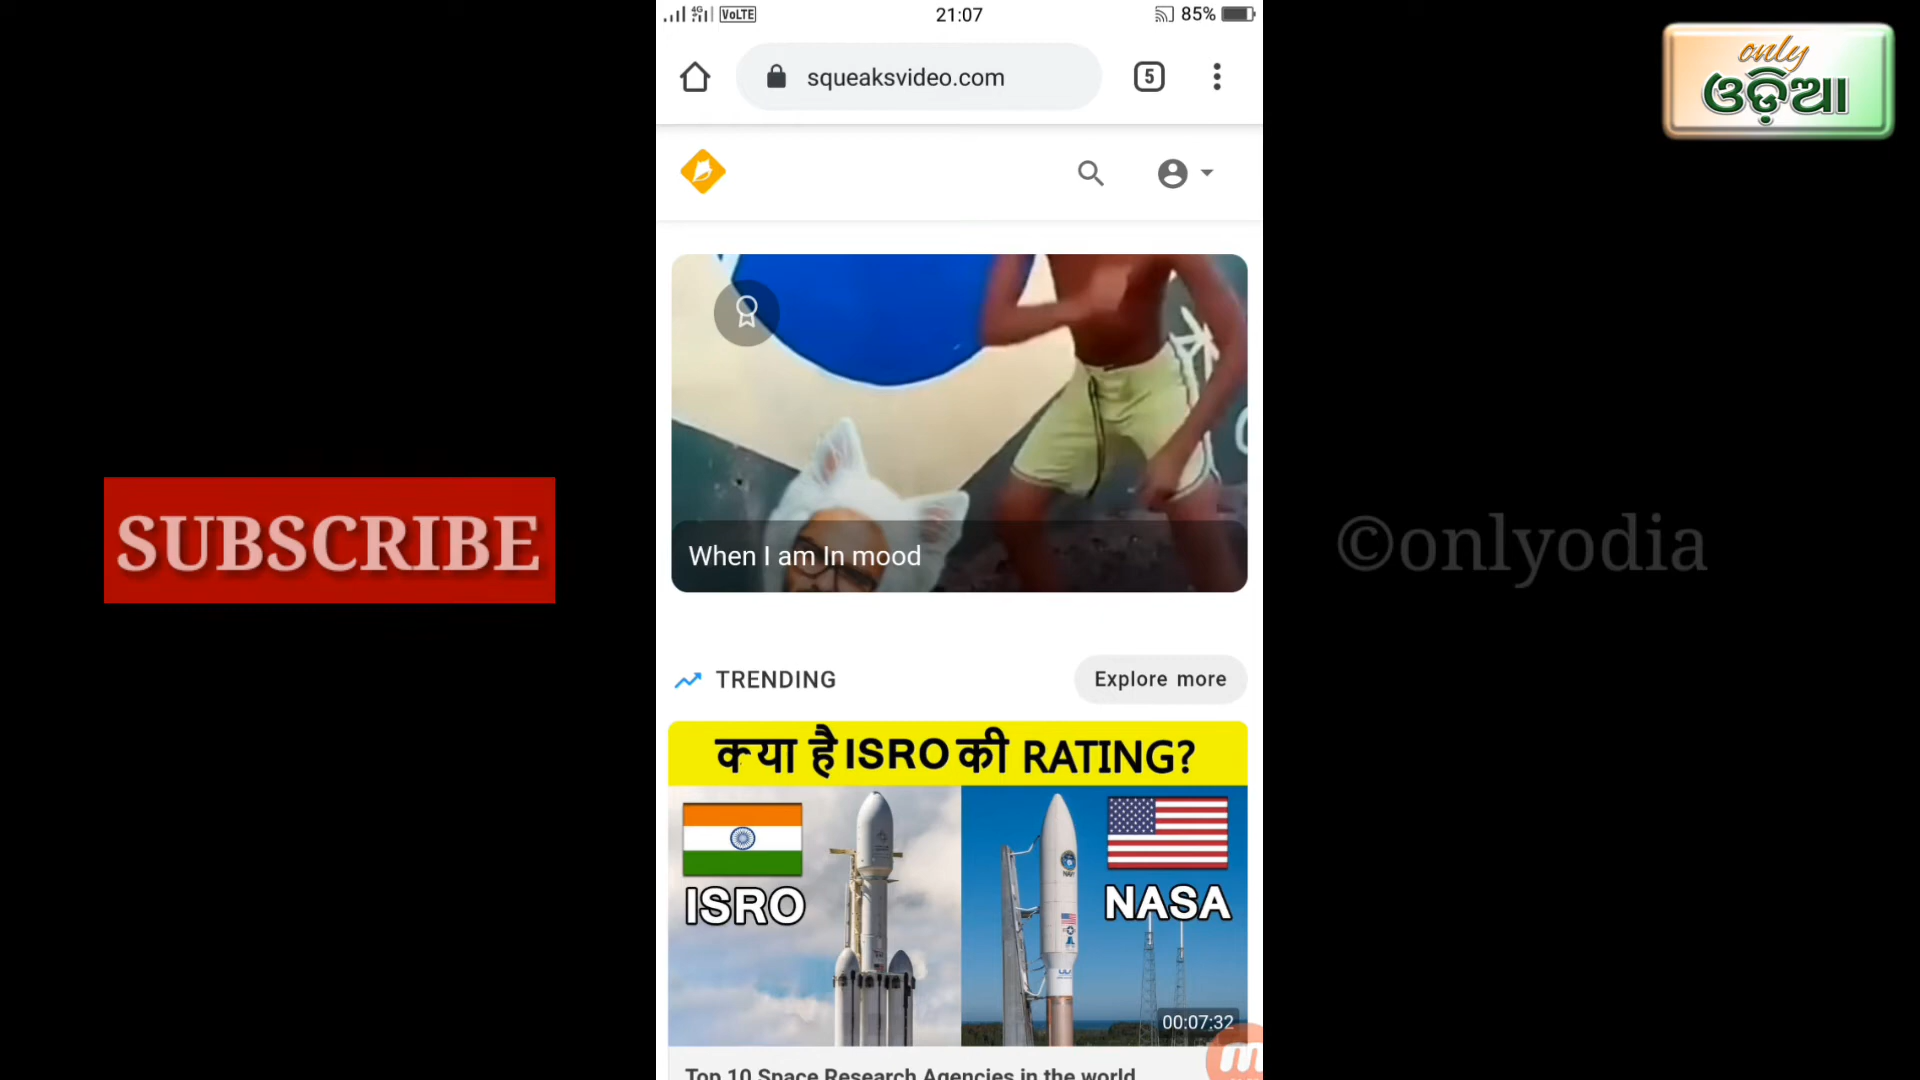 4G
VoLTE
21:07
85%
squeaksvideo.com
5
only
ଓଡ଼ିଆ
When I am In mood
SUBSCRIBE
©onlyodia
TRENDING
Explore more
क्या है ISRO की RATING?
ISRO
NASA
00:07:32
Top 10 Space Research Agencies in the world